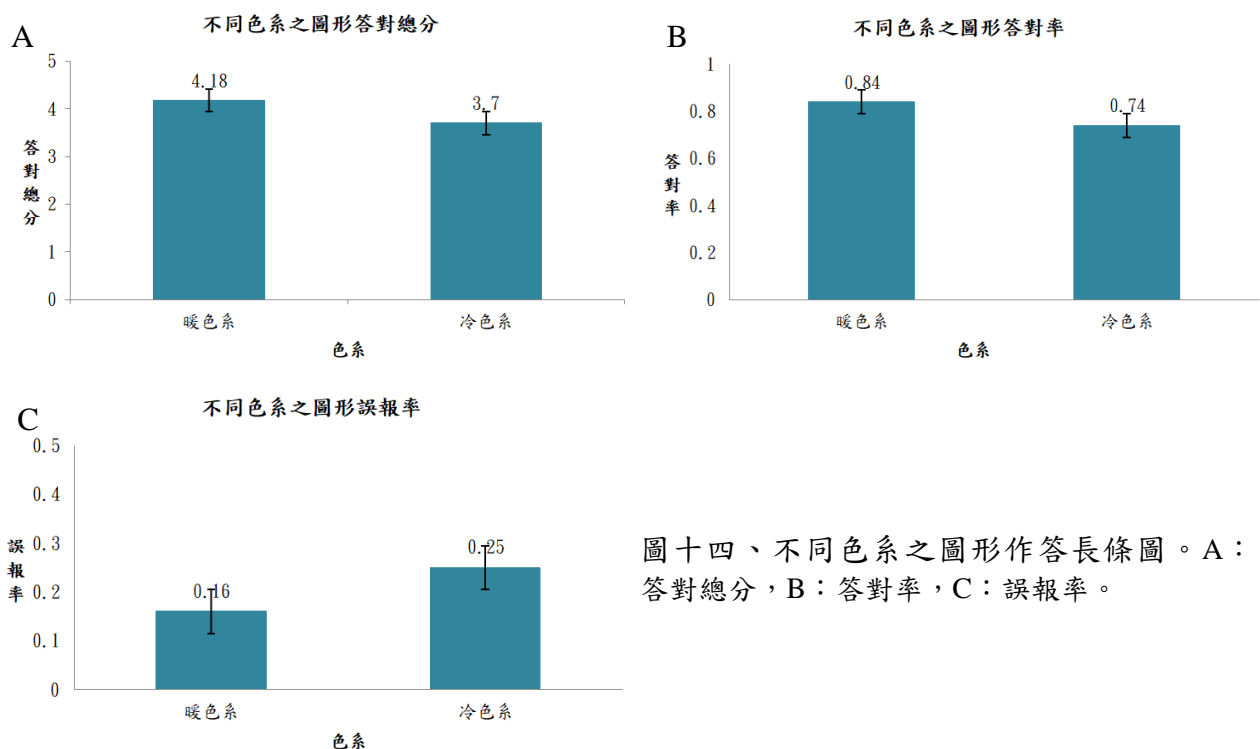 A
不同色系之圖形答對總分
5
4
3
2
1
0
答對總分
4.18
3.7
暖色系
冷色系
色系
B
不同色系之圖形答對率
1
0.8
0.6
0.4
0.2
0
答對率
0.84
0.74
暖色系
冷色系
色系
C
不同色系之圖形誤報率
0.5
0.4
0.3
0.2
0.1
0
誤報率
0.16
0.25
暖色系
冷色系
色系
圖十四、不同色系之圖形作答長條圖。A：
答對總分，B：答對率，C：誤報率。